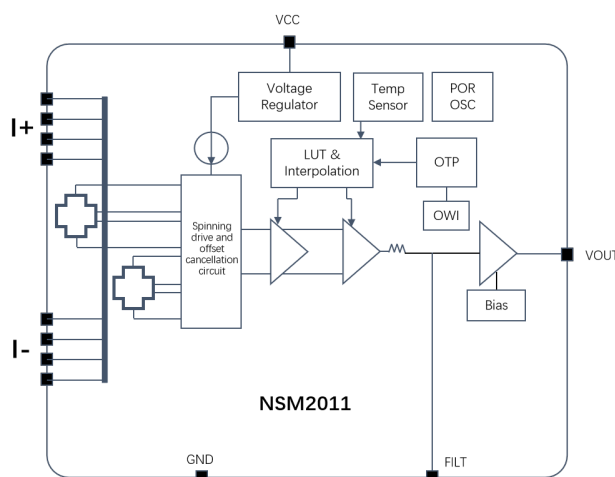 VCC
Voltage
Regulator
Temp
Sensor
POR
OSC
I+
LUT &
Interpolation
OTP
OWI
Spinning
drive and
offset
cancellation
circuit
VOUT
Bias
I-
NSM2011
GND
FILT